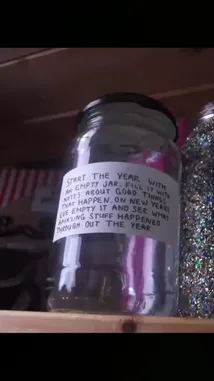 START THE YEAR WITH
AN EMPTY JAR. FILL IT WITH
NOTES ABOUT GOOD THINGS
THAT HAPPEN. ON NEW YEARS
EVE EMPTY IT AND SEE WHAT
AMAZING STUFF HAPPENED
THROUGH OUT THE YEAR